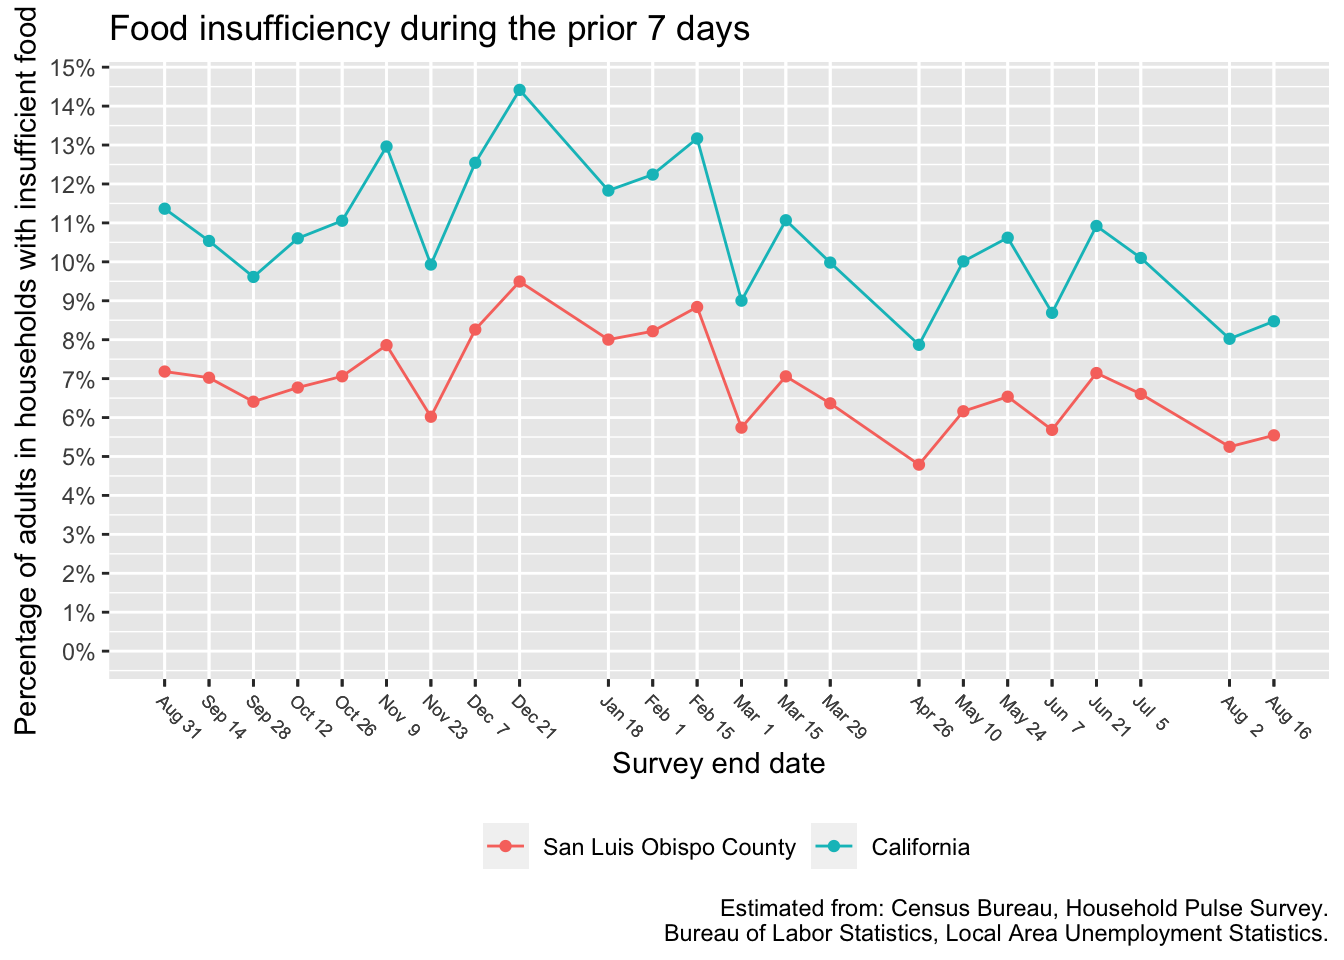 Food insufficiency during the prior 7 days
Percentage of adults in households with insufficient food
15%
14%
13%
12%
11%
10%
9%
8%
7%
6%
5%
4%
3%
2%
1%
0%
Aug 31
Sep 14
Sep 28
Oct 12
Oct 26
Nov 9
Nov 23
Dec 7
Dec 21
Jan 18
Feb 1
Feb 15
Mar 1
Mar 15
Mar 29
Apr 26
May 10
May 24
Jun 7
Jun 21
Jul 5
Aug 2
Aug 16
Survey end date
San Luis Obispo County
California
Estimated from: Census Bureau, Household Pulse Survey.
Bureau of Labor Statistics, Local Area Unemployment Statistics.